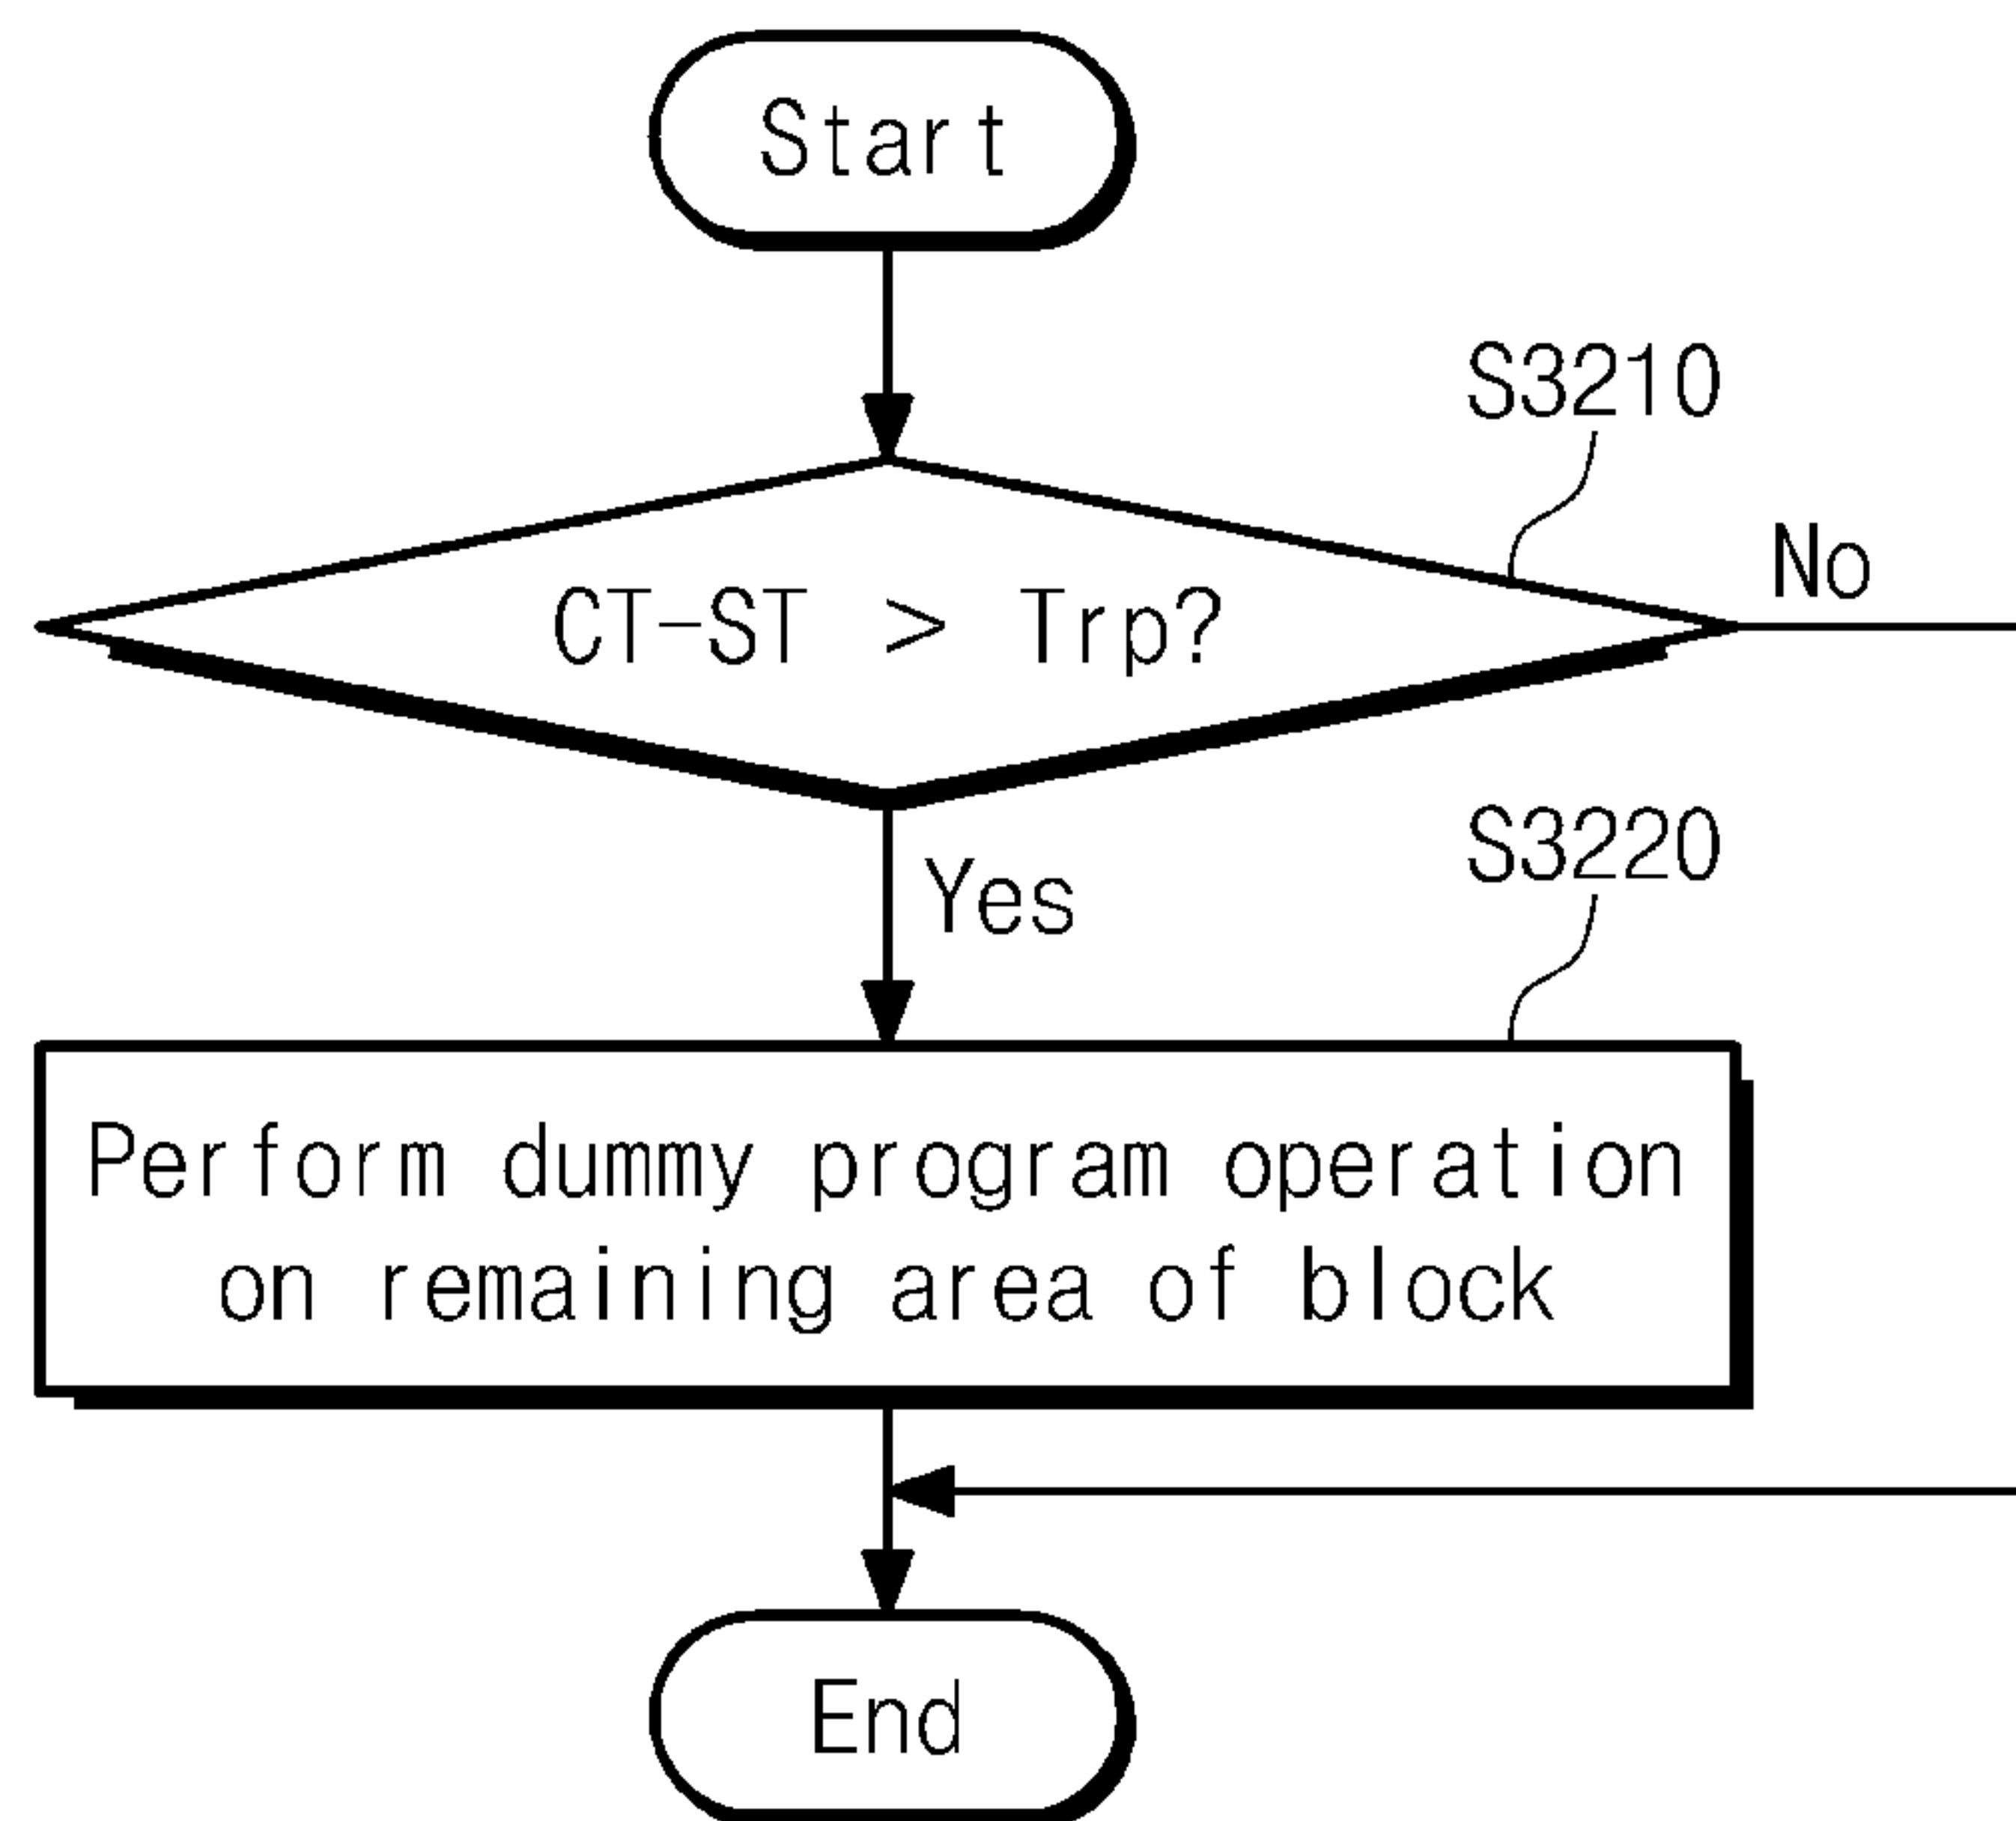 Start
S3210
CT-ST > Trp?
No
Yes
S3220
Perform dummy program operation
on remaining area of block
End